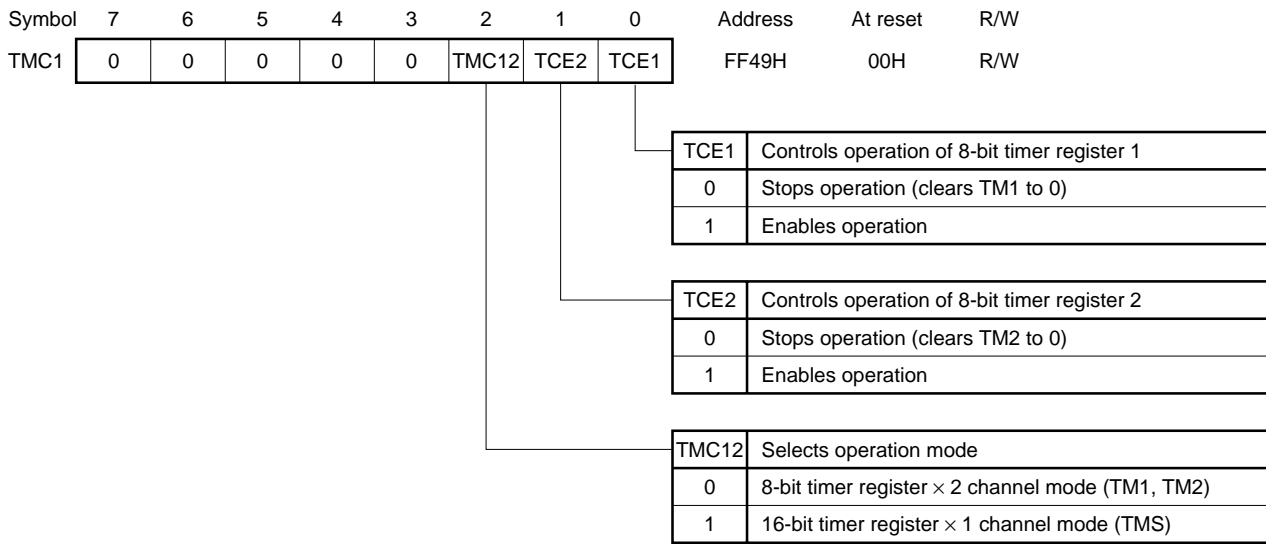 Symbol 7 6 5 4 3 2 1 0 Address At reset R/W
TMC1 0 0 0 0 0 TMC12 TCE2 TCE1 FF49H 00H R/W
TCE1 Controls operation of 8-bit timer register 1
0 Stops operation (clears TM1 to 0)
1 Enables operation
TCE2 Controls operation of 8-bit timer register 2
0 Stops operation (clears TM2 to 0)
1 Enables operation
TMC12 Selects operation mode
0 8-bit timer register × 2 channel mode (TM1, TM2)
1 16-bit timer register × 1 channel mode (TMS)